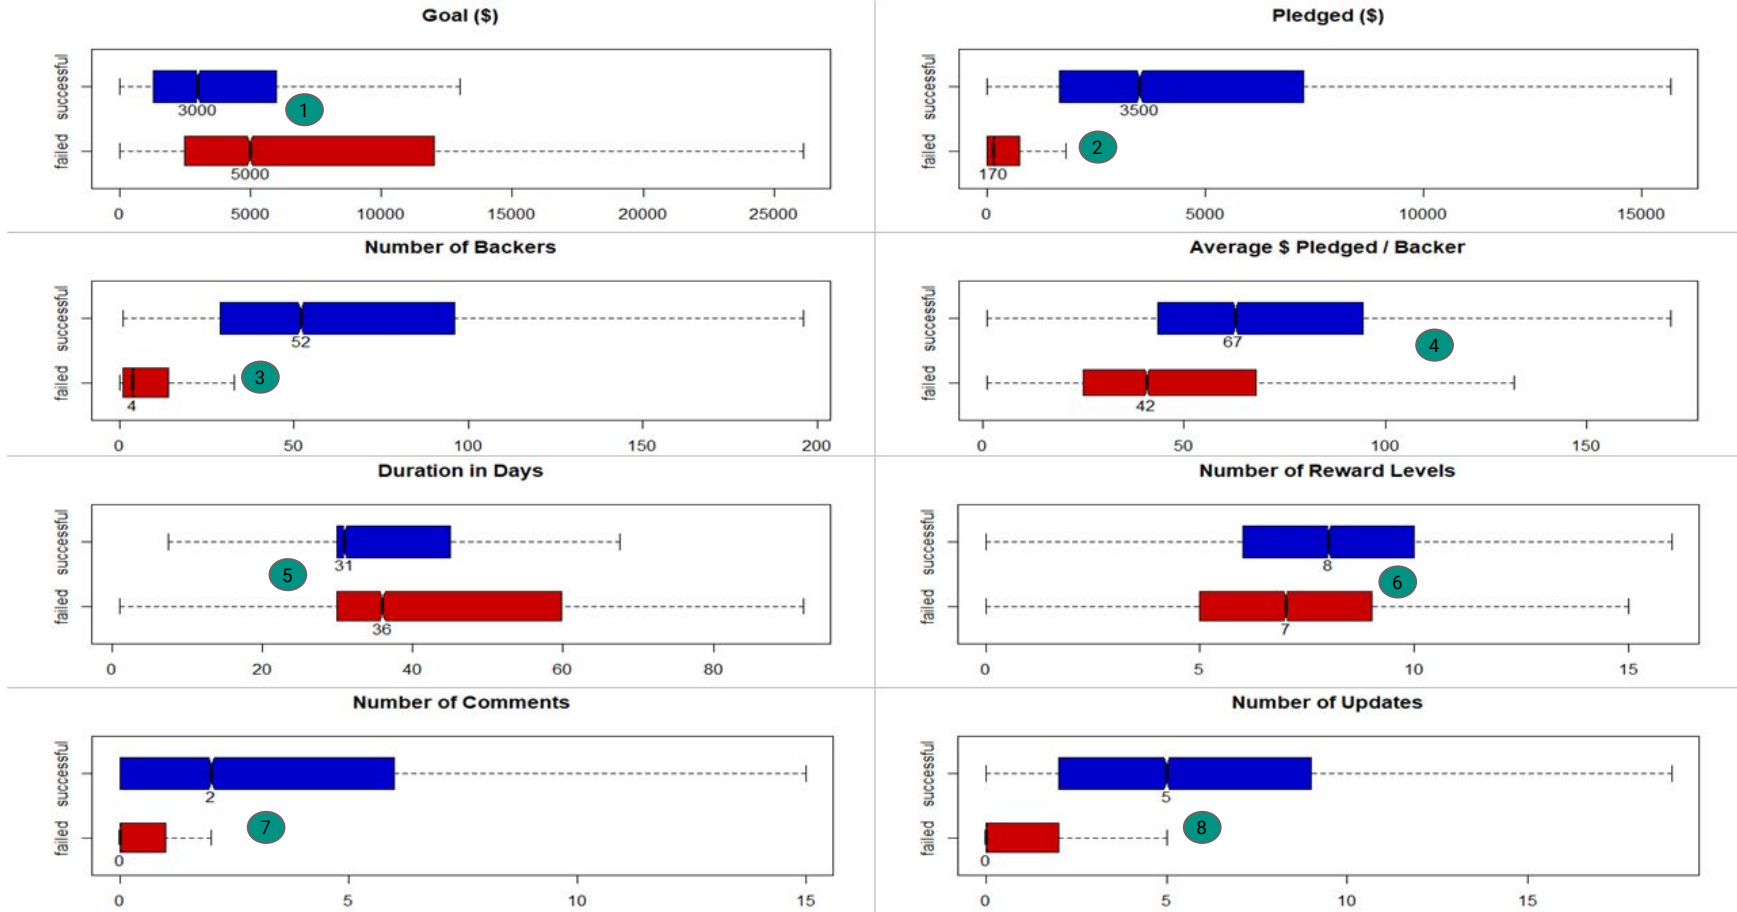 Goal ($)
successful
3000
1
failed
5000
0 5000 10000 15000 20000 25000
Pledged ($)
successful
3500
failed
2
170
0 5000 10000 15000
Number of Backers
successful
52
failed
3
4
0 50 100 150 200
Average $ Pledged / Backer
successful
67
4
failed
42
0 50 100 150
Duration in Days
successful
31
5
failed
36
0 20 40 60 80
Number of Reward Levels
successful
8
6
failed
7
0 5 10 15
Number of Comments
successful
2
7
failed
0
0 5 10 15
Number of Updates
successful
5
8
failed
0
0 5 10 15